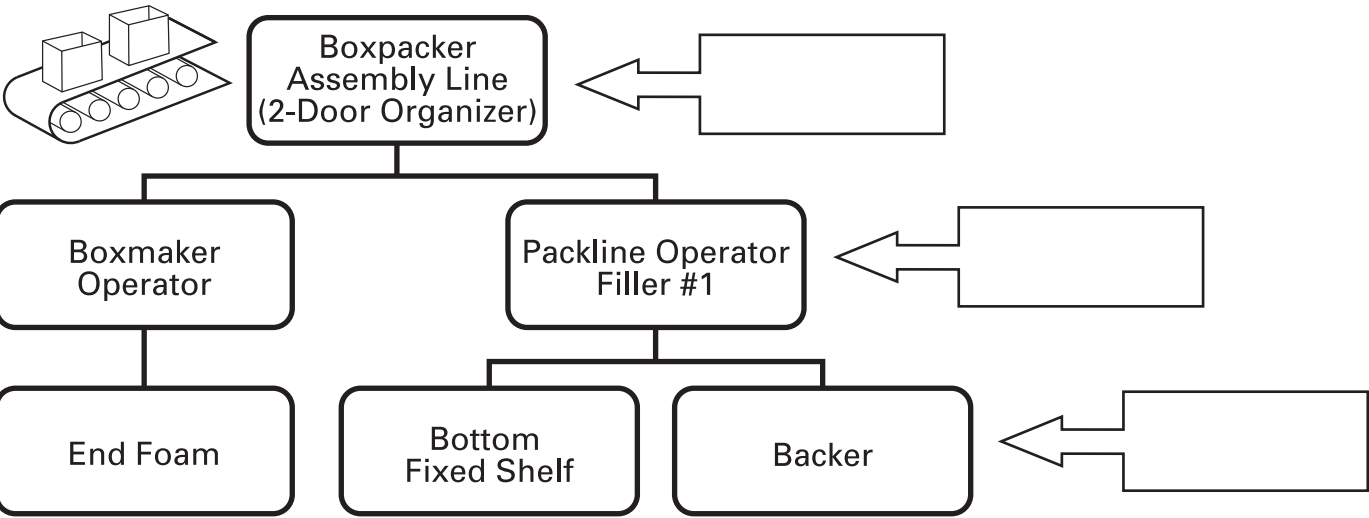 Boxpacker
Assembly Line
(2-Door Organizer)
Boxmaker
Operator
Packline Operator
Filler #1
End Foam
Bottom
Fixed Shelf
Backer